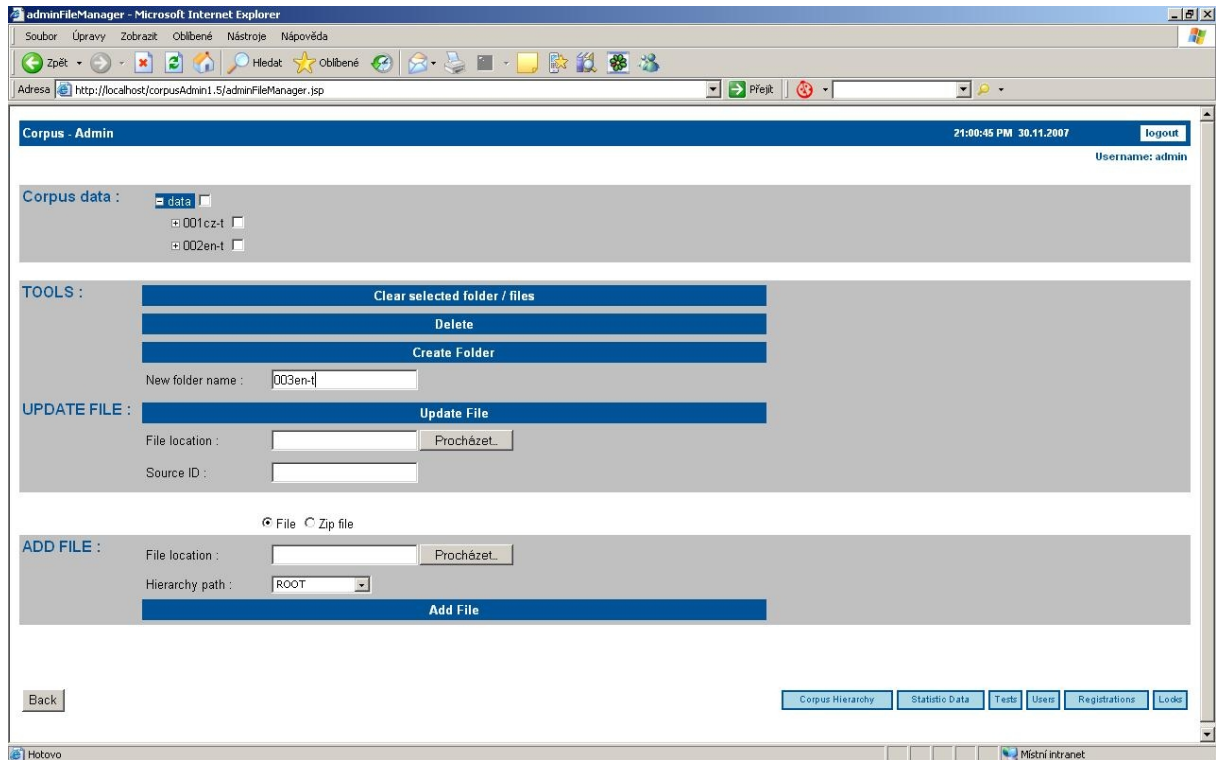 adminFileManager - Microsoft Internet Explorer
Soubor Úpravy Zobrazit Oblíbené Nástroje Nápověda
Zpět Hledat Oblíbené
Adresa http://localhost/corpusAdmin1.5/adminFileManager.jsp Přejít
Corpus - Admin 21:00:45 PM 30.11.2007 logout
Username: admin
Corpus data : data
001cz-t
002en-t
TOOLS : Clear selected folder / files
Delete
Create Folder
New folder name : 003en-t
UPDATE FILE : Update File
File location : Procházet...
Source ID :
File Zip file
ADD FILE : File location : Procházet...
Hierarchy path : ROOT
Add File
Back Corpus Hierarchy Statistic Data Tests Users Registrations Locks
Hotovo Místní intranet